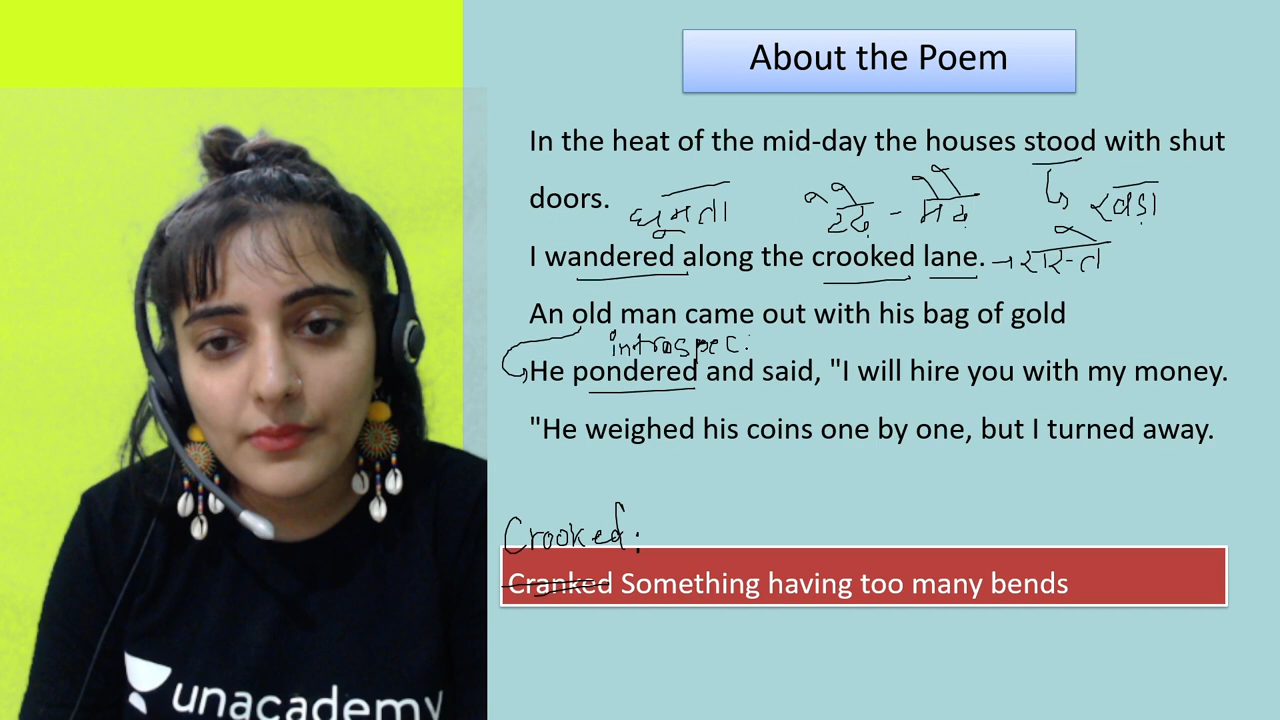 About the Poem
In the heat of the mid-day the houses stood with shut
doors.
घुमता टेढ़े - मेढ़े खड़ा
I wandered along the crooked lane. → रास्ते
An old man came out with his bag of gold
introspec:
He pondered and said, "I will hire you with my money.
"He weighed his coins one by one, but I turned away.
Crooked:
Cranked Something having too many bends
unacademy